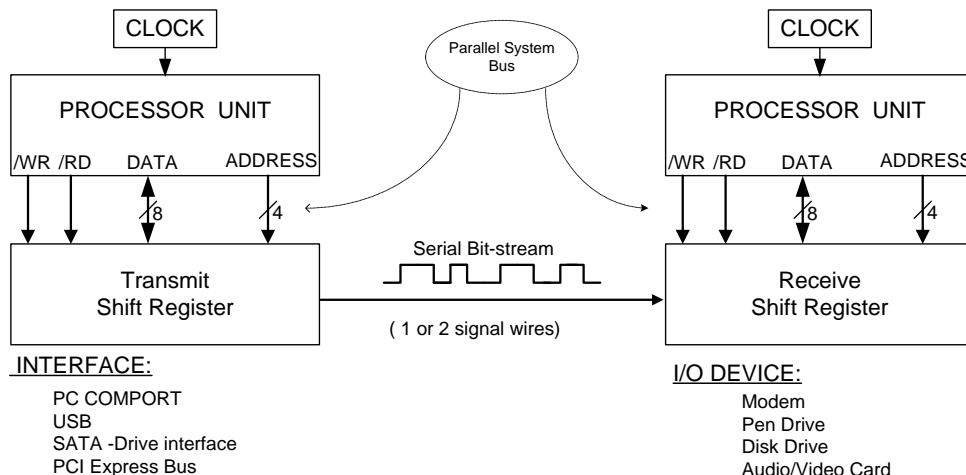 CLOCK
PROCESSOR UNIT
/WR /RD DATA ADDRESS
8 4
Transmit
Shift Register
Parallel System
Bus
Serial Bit-stream
( 1 or 2 signal wires)
CLOCK
PROCESSOR UNIT
/WR /RD DATA ADDRESS
8 4
Receive
Shift Register
INTERFACE:
PC COMPORT
USB
SATA -Drive interface
PCI Express Bus
I/O DEVICE:
Modem
Pen Drive
Disk Drive
Audio/Video Card